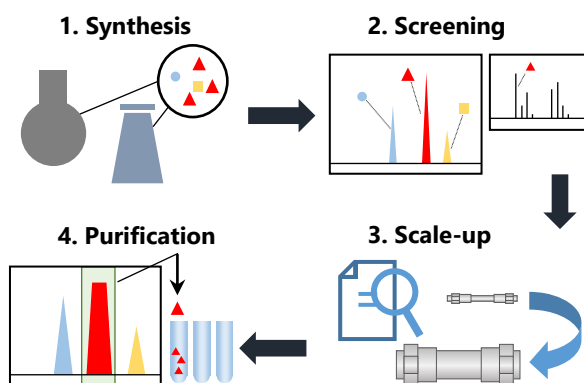 1. Synthesis
2. Screening
3. Scale-up
4. Purification